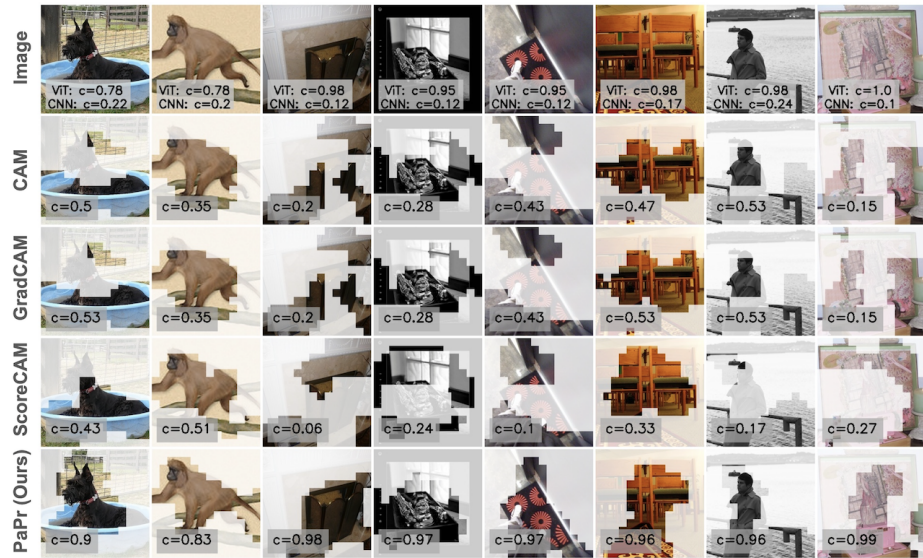 Image
ViT: c=0.78
CNN: c=0.22
ViT: c=0.78
CNN: c=0.2
ViT: c=0.98
CNN: c=0.12
ViT: c=0.95
CNN: c=0.12
ViT: c=0.95
CNN: c=0.12
ViT: c=0.98
CNN: c=0.17
ViT: c=0.98
CNN: c=0.24
ViT: c=1.0
CNN: c=0.1
CAM
c=0.5
c=0.35
c=0.2
c=0.28
c=0.43
c=0.47
c=0.53
c=0.15
GradCAM
c=0.53
c=0.35
c=0.2
c=0.28
c=0.43
c=0.53
c=0.53
c=0.15
ScoreCAM
c=0.43
c=0.51
c=0.06
c=0.24
c=0.1
c=0.33
c=0.17
c=0.27
PaPr (Ours)
c=0.9
c=0.83
c=0.98
c=0.97
c=0.97
c=0.96
c=0.96
c=0.99